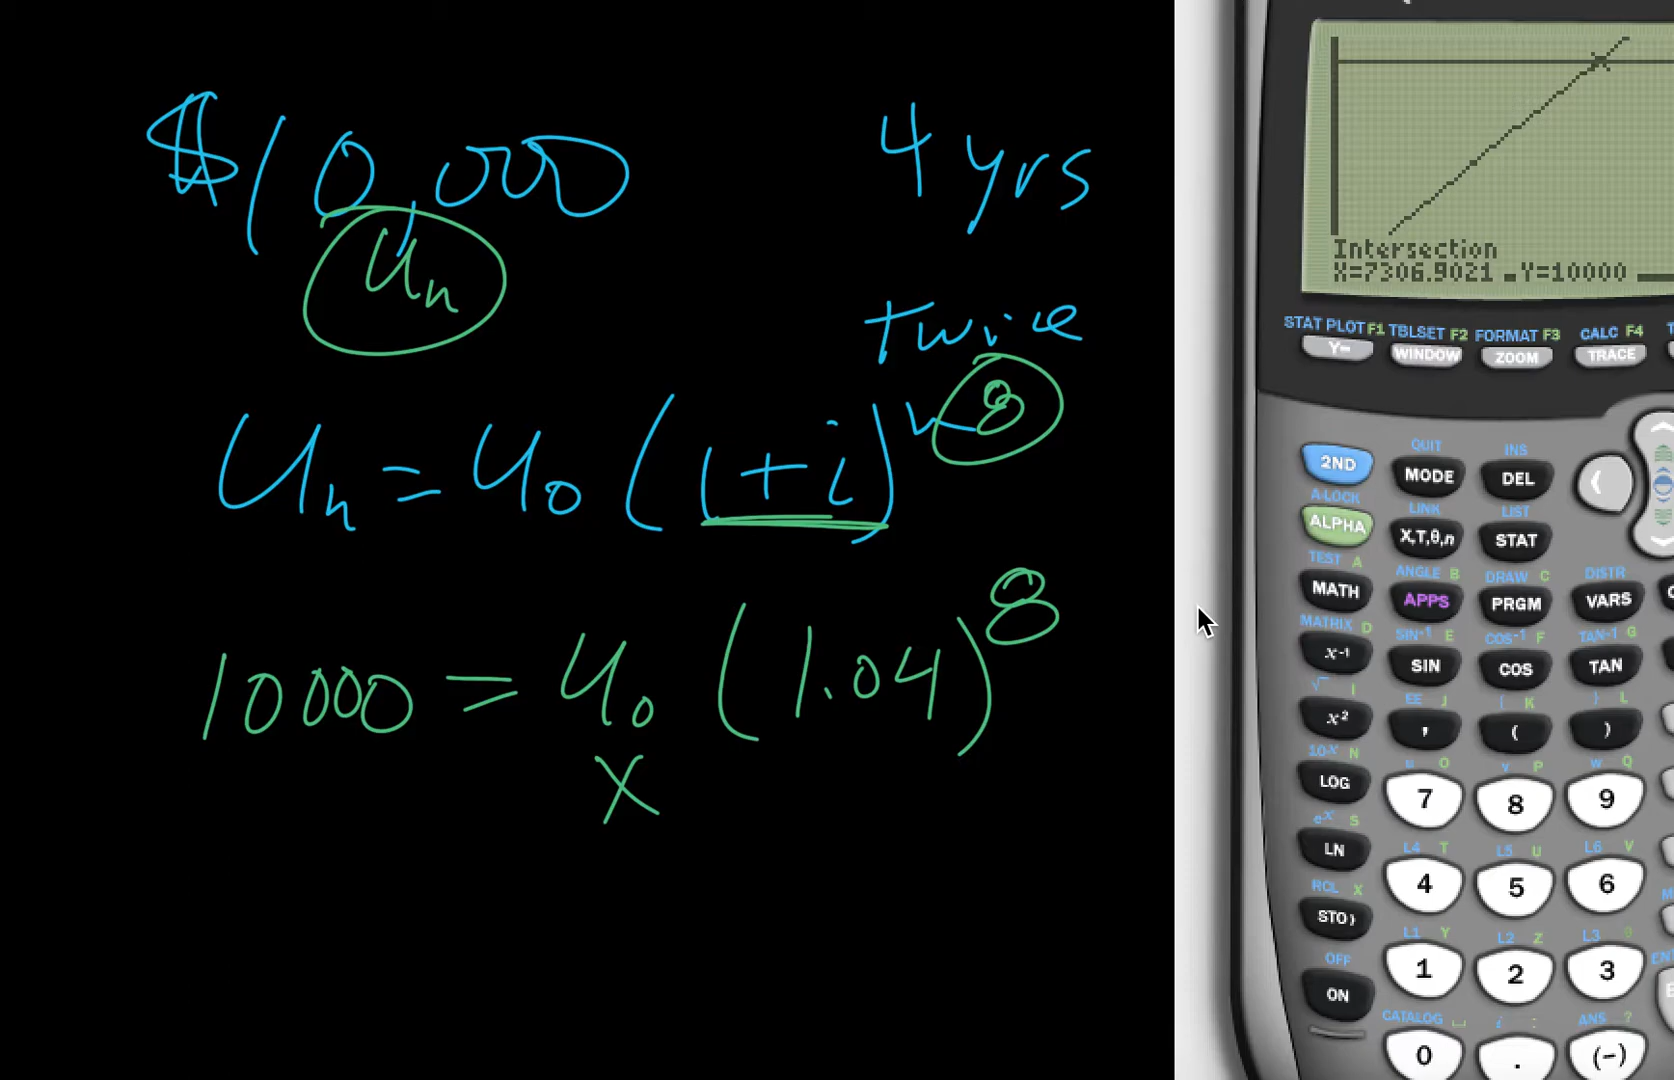 $10,000
4 yrs
uₙ
twice
uₙ = u₀ (1+i)ⁿ 8
10000 = u₀ (1.04)⁸
x
Intersection
X=7306.9021 Y=10000
STAT PLOT F1 TBLSET F2 FORMAT F3 CALC F4
Y= WINDOW ZOOM TRACE
QUIT INS
2ND MODE DEL
A-LOCK LINK LIST
ALPHA X,T,θ,n STAT
TEST A ANGLE B DRAW C DISTR
MATH APPS PRGM VARS
MATRIX D SIN⁻¹ E COS⁻¹ F TAN⁻¹ G
x⁻¹ SIN COS TAN
√ I EE J { K } L
x² , ( )
10ˣ N u O v P w Q
LOG 7 8 9
eˣ S L4 T L5 U L6 V
LN 4 5 6
RCL X L1 Y L2 Z L3 θ
STO› 1 2 3
OFF CATALOG ␣ i : ANS ?
ON 0 . (-)